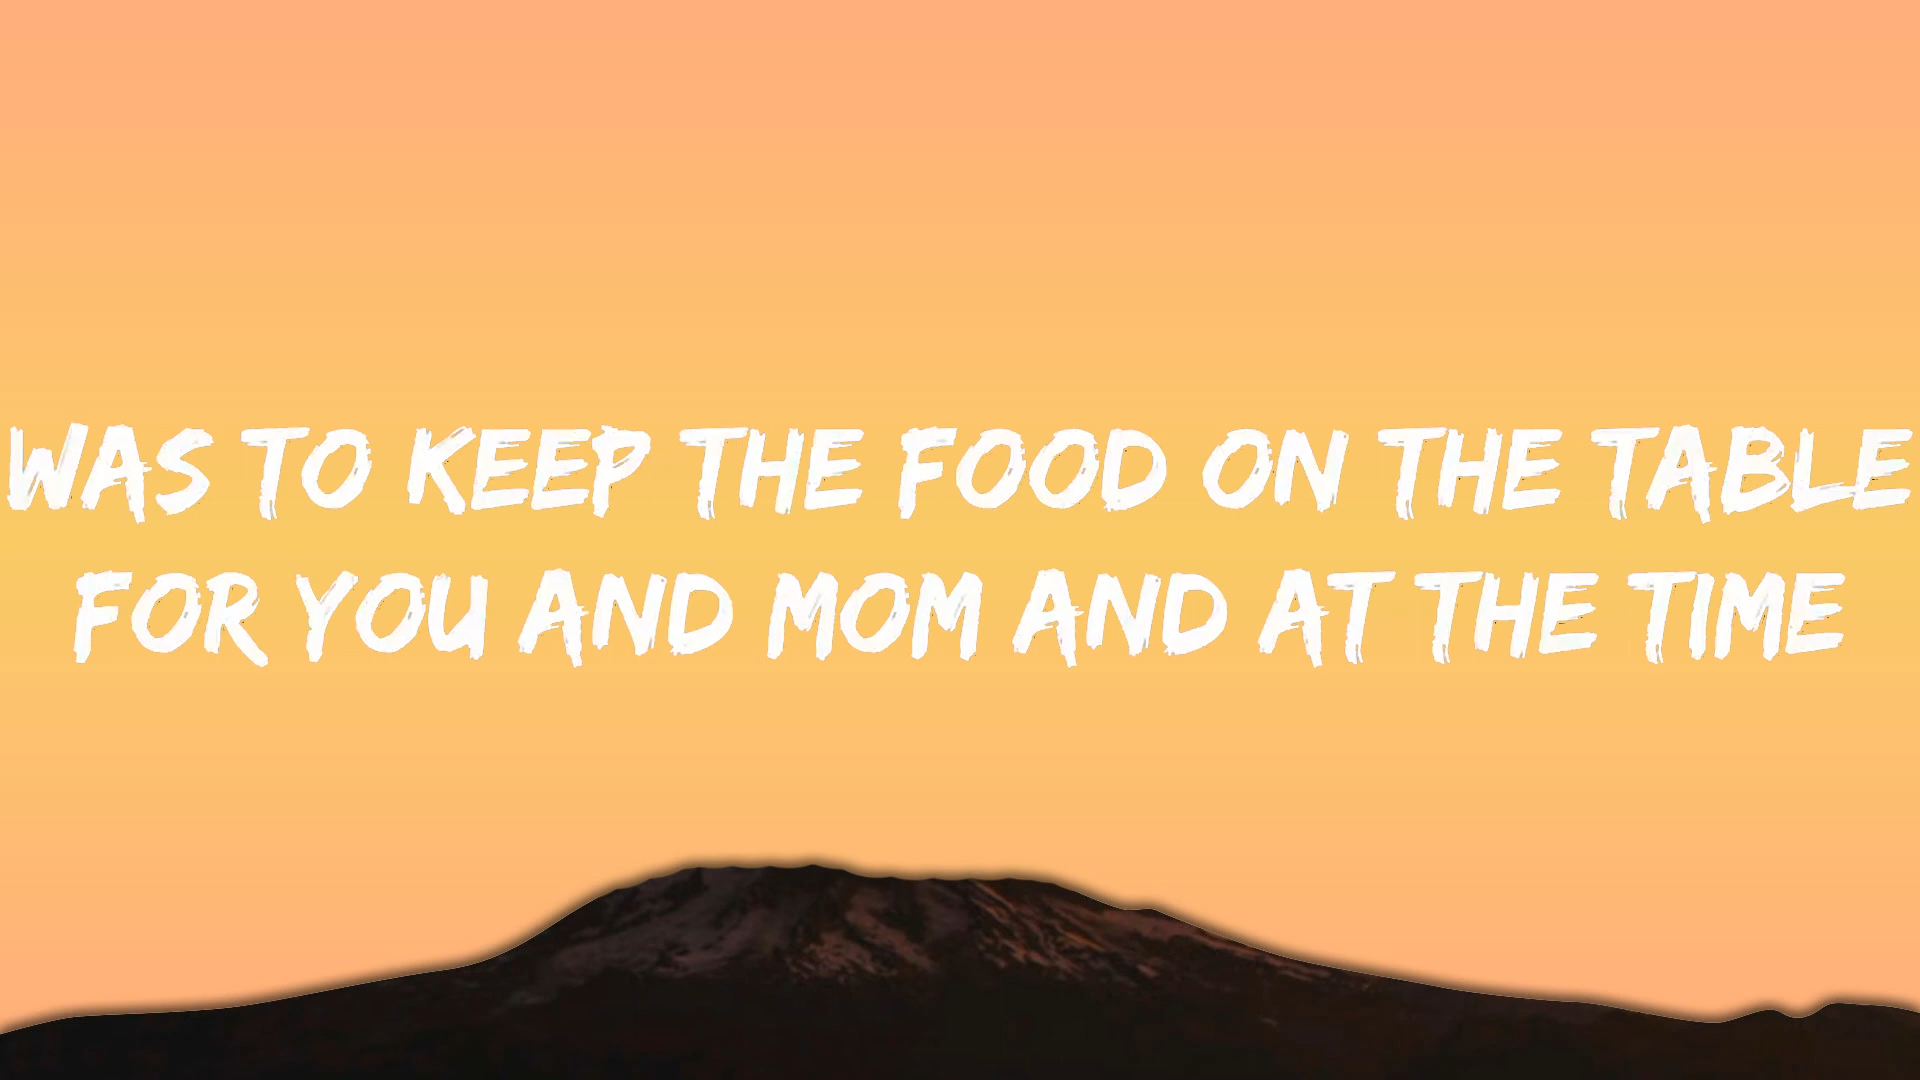 WAS TO KEEP THE FOOD ON THE TABLE
FOR YOU AND MOM AND AT THE TIME